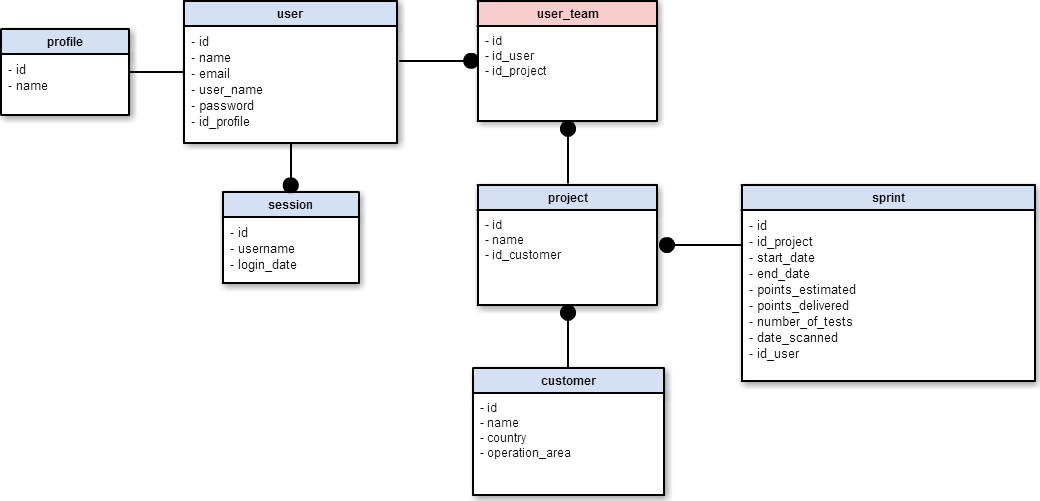 profile
- id
- name
user
- id
- name
- email
- user_name
- password
- id_profile
user_team
- id
- id_user
- id_project
session
- id
- username
- login_date
project
- id
- name
- id_customer
sprint
- id
- id_project
- start_date
- end_date
- points_estimated
- points_delivered
- number_of_tests
- date_scanned
- id_user
customer
- id
- name
- country
- operation_area